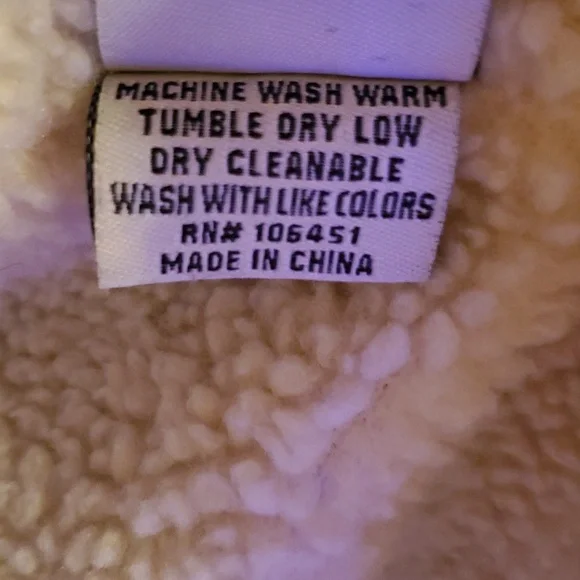 MACHINE WASH WARM
TUMBLE DRY LOW
DRY CLEANABLE
WASH WITH LIKE COLORS
RN# 106451
MADE IN CHINA